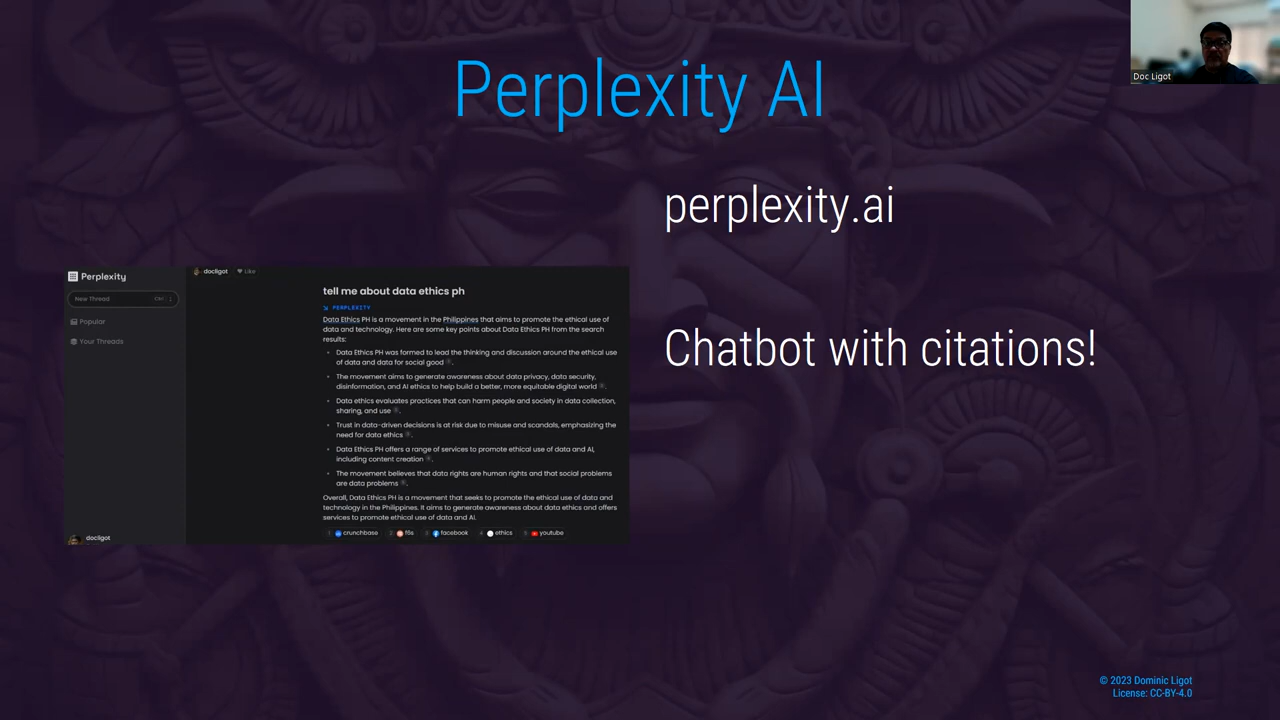 Doc Ligot
Perplexity AI
perplexity.ai
Chatbot with citations!
Perplexity
New Thread
Ctrl I
Popular
Your Threads
docligot
docligot
Like
tell me about data ethics ph
PERPLEXITY
Data Ethics PH is a movement in the Philippines that aims to promote the ethical use of
data and technology. Here are some key points about Data Ethics PH from the search
results:
• Data Ethics PH was formed to lead the thinking and discussion around the ethical use
of data and data for social good
• The movement aims to generate awareness about data privacy, data security,
disinformation, and AI ethics to help build a better, more equitable digital world
• Data ethics evaluates practices that can harm people and society in data collection,
sharing, and use
• Trust in data-driven decisions is at risk due to misuse and scandals, emphasizing the
need for data ethics
• Data Ethics PH offers a range of services to promote ethical use of data and AI,
including content creation
• The movement believes that data rights are human rights and that social problems
are data problems
Overall, Data Ethics PH is a movement that seeks to promote the ethical use of data and
technology in the Philippines. It aims to generate awareness about data ethics and offers
services to promote ethical use of data and AI.
crunchbase
f6s
facebook
ethics
youtube
© 2023 Dominic Ligot
License: CC-BY-4.0